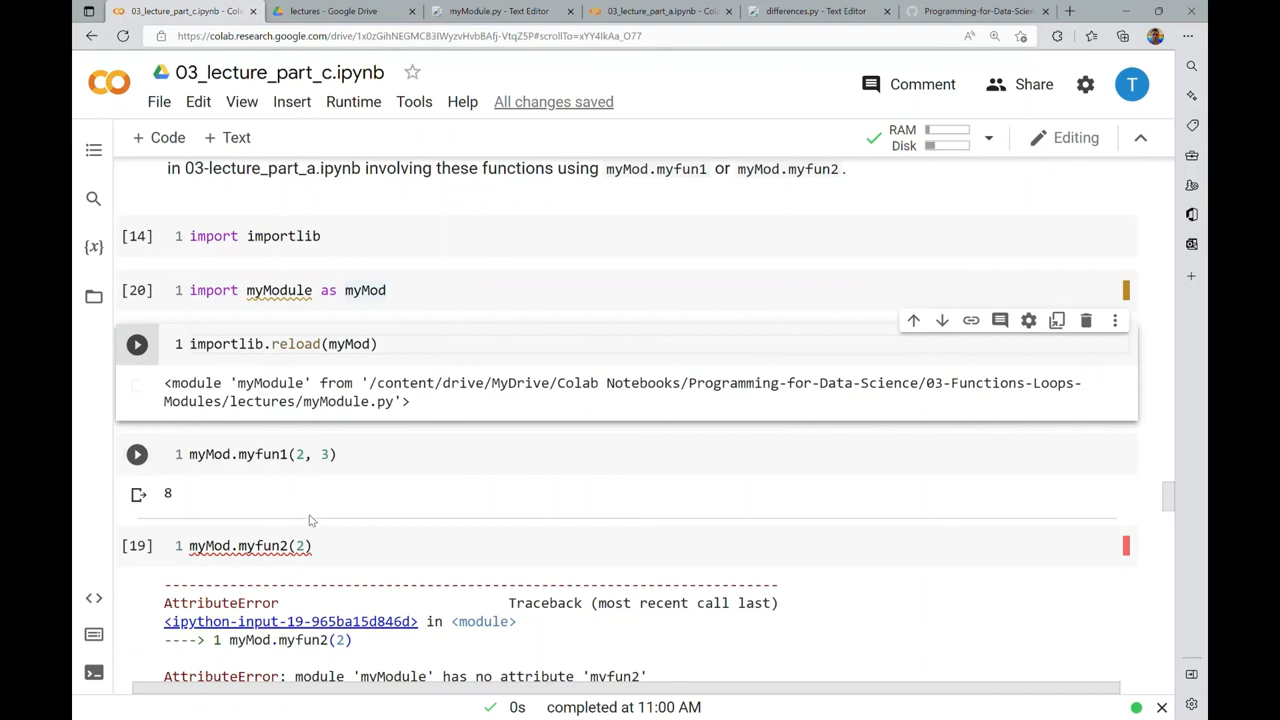 03_lecture_part_c.ipynb - Cola
lectures - Google Drive
myModule.py - Text Editor
03_lecture_part_a.ipynb - Colab
differences.py - Text Editor
Programming-for-Data-Scien
https://colab.research.google.com/drive/1x0zGihNEGMCB3IWyzvHvbBAfj-VtqZ5P#scrollTo=xYY4IkAa_O77
03_lecture_part_c.ipynb
Comment
Share
T
File Edit View Insert Runtime Tools Help All changes saved
+ Code + Text
RAM
Disk
Editing
in 03-lecture_part_a.ipynb involving these functions using myMod.myfun1 or myMod.myfun2.
[14] 1 import importlib
[20] 1 import myModule as myMod
1 importlib.reload(myMod)
<module 'myModule' from '/content/drive/MyDrive/Colab Notebooks/Programming-for-Data-Science/03-Functions-Loops-
Modules/lectures/myModule.py'>
1 myMod.myfun1(2, 3)
8
[19] 1 myMod.myfun2(2)
---------------------------------------------------------------------------
AttributeError Traceback (most recent call last)
<ipython-input-19-965ba15d846d> in <module>
----> 1 myMod.myfun2(2)
AttributeError: module 'myModule' has no attribute 'myfun2'
0s completed at 11:00 AM